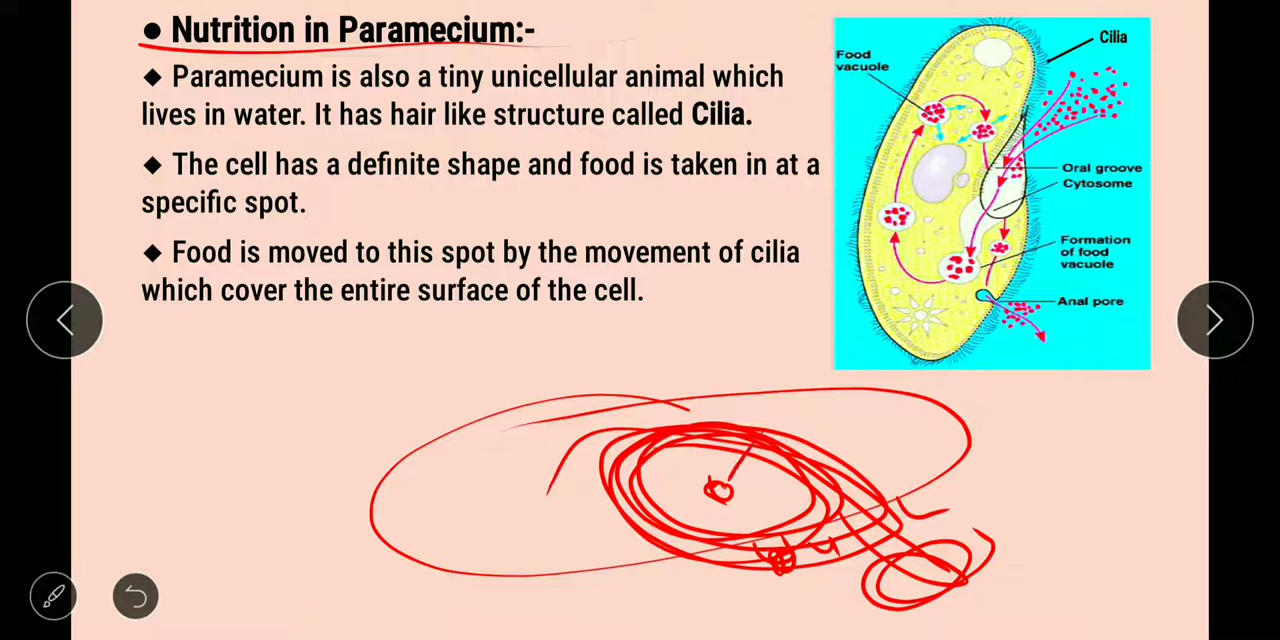 ● Nutrition in Paramecium:-
◆ Paramecium is also a tiny unicellular animal which
lives in water. It has hair like structure called Cilia.
◆ The cell has a definite shape and food is taken in at a
specific spot.
◆ Food is moved to this spot by the movement of cilia
which cover the entire surface of the cell.
Cilia
Food
vacuole
Oral groove
Cytosome
Formation
of food
vacuole
Anal pore